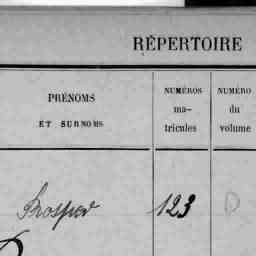 RÉPERTOIRE
PRÉNOMS
ET SURNOMS
NUMÉROS
ma-
tricules
NUMÉRO
du
volume
Prosper 123 D